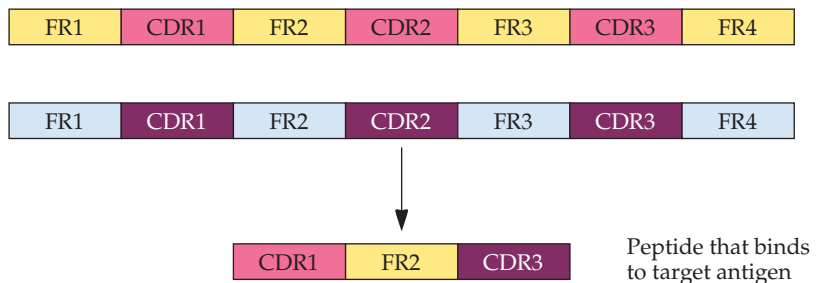 FR1 CDR1 FR2 CDR2 FR3 CDR3 FR4
FR1 CDR1 FR2 CDR2 FR3 CDR3 FR4
CDR1 FR2 CDR3
Peptide that binds
to target antigen